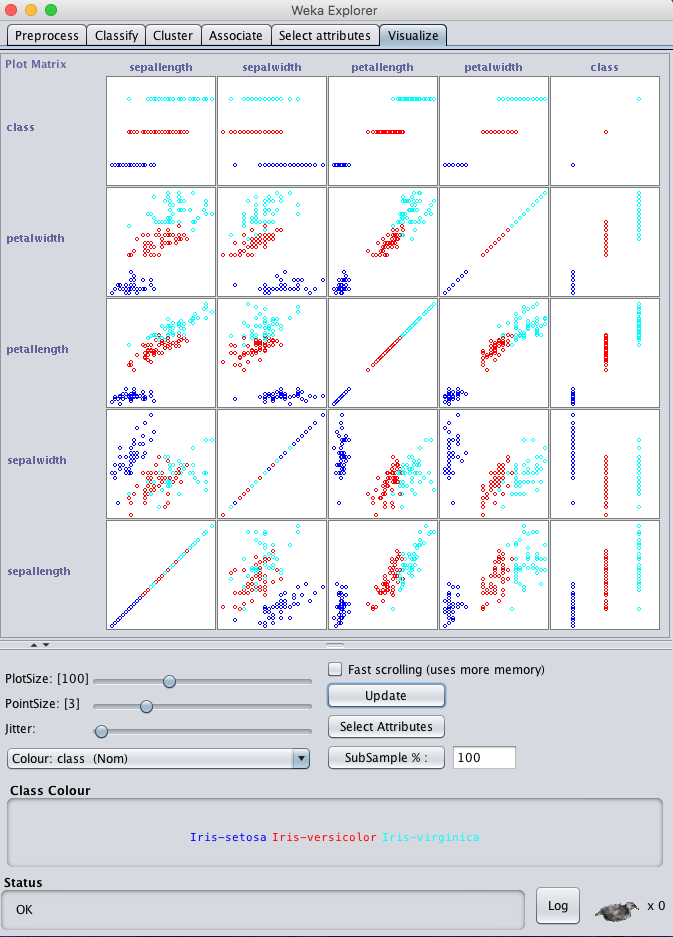 Weka Explorer
Preprocess Classify Cluster Associate Select attributes Visualize
Plot Matrix sepallength sepalwidth petallength petalwidth class
class
petalwidth
petallength
sepalwidth
sepallength
PlotSize: [100]
Fast scrolling (uses more memory)
PointSize: [3]
Update
Jitter:
Select Attributes
Colour: class (Nom)
SubSample % :
100
Class Colour
Iris-setosa Iris-versicolor Iris-virginica
Status
OK
Log
x 0